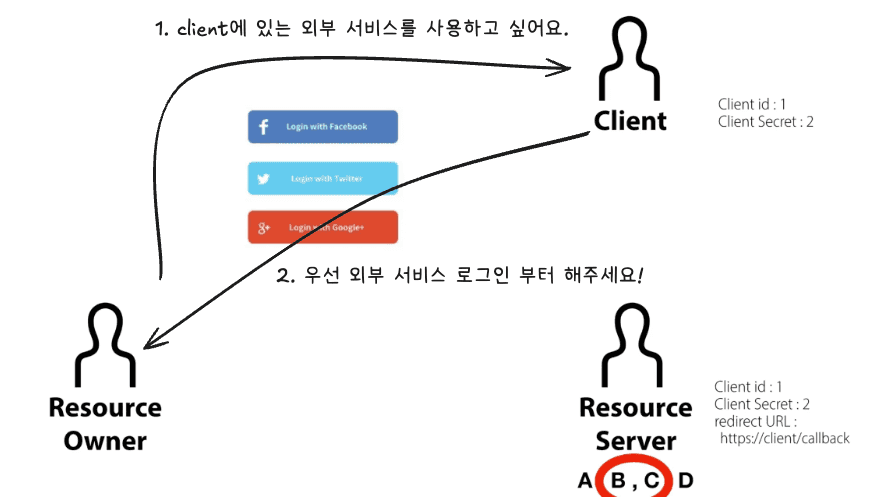 1. client에 있는 외부 서비스를 사용하고 싶어요.
Client
Client id : 1
Client Secret : 2
f Login with Facebook
Login with Twitter
g+ Login with Google+
2. 우선 외부 서비스 로그인 부터 해주세요!
Resource
Owner
Resource
Server
Client id : 1
Client Secret : 2
redirect URL :
https://client/callback
A B , C D